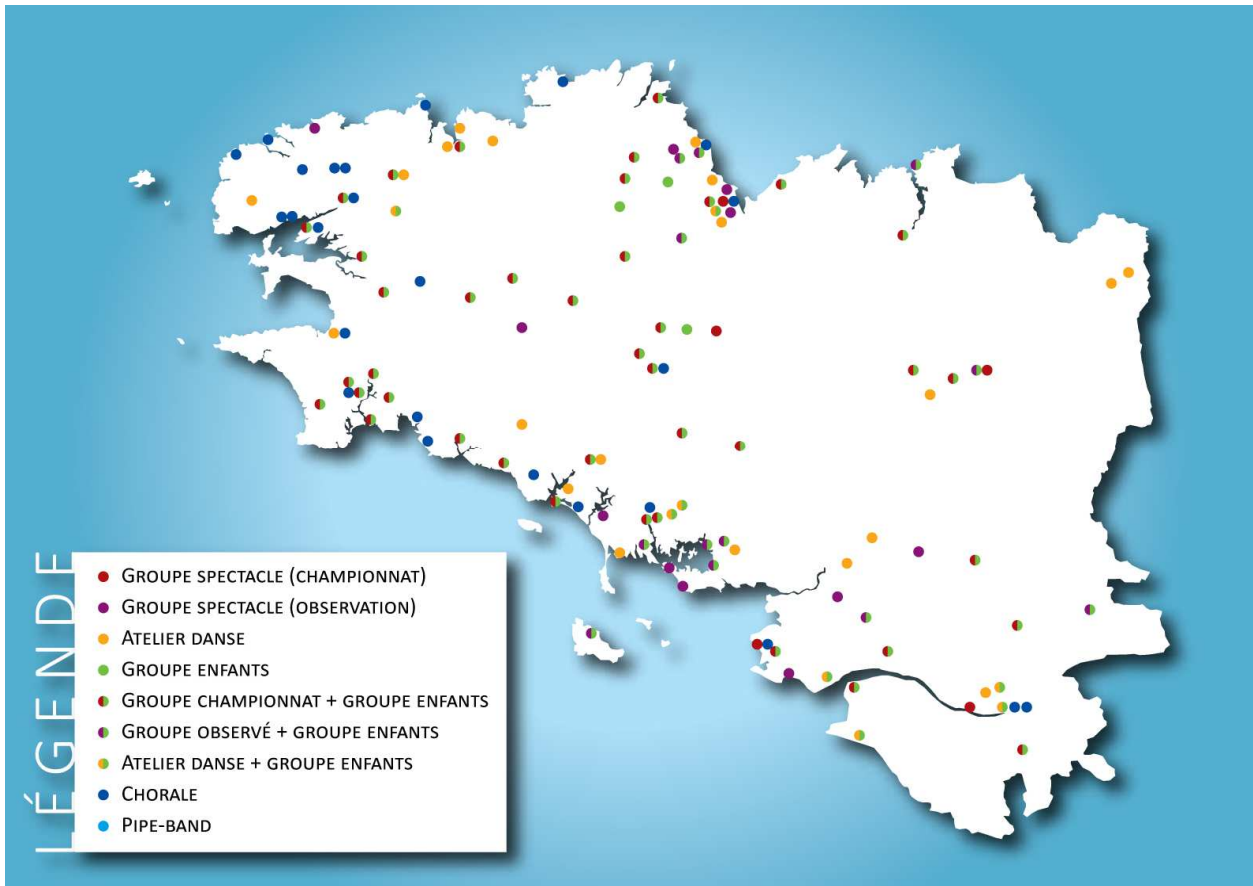 LÉGENDE
GROUPE SPECTACLE (CHAMPIONNAT)
GROUPE SPECTACLE (OBSERVATION)
ATELIER DANSE
GROUPE ENFANTS
GROUPE CHAMPIONNAT + GROUPE ENFANTS
GROUPE OBSERVÉ + GROUPE ENFANTS
ATELIER DANSE + GROUPE ENFANTS
CHORALE
PIPE-BAND